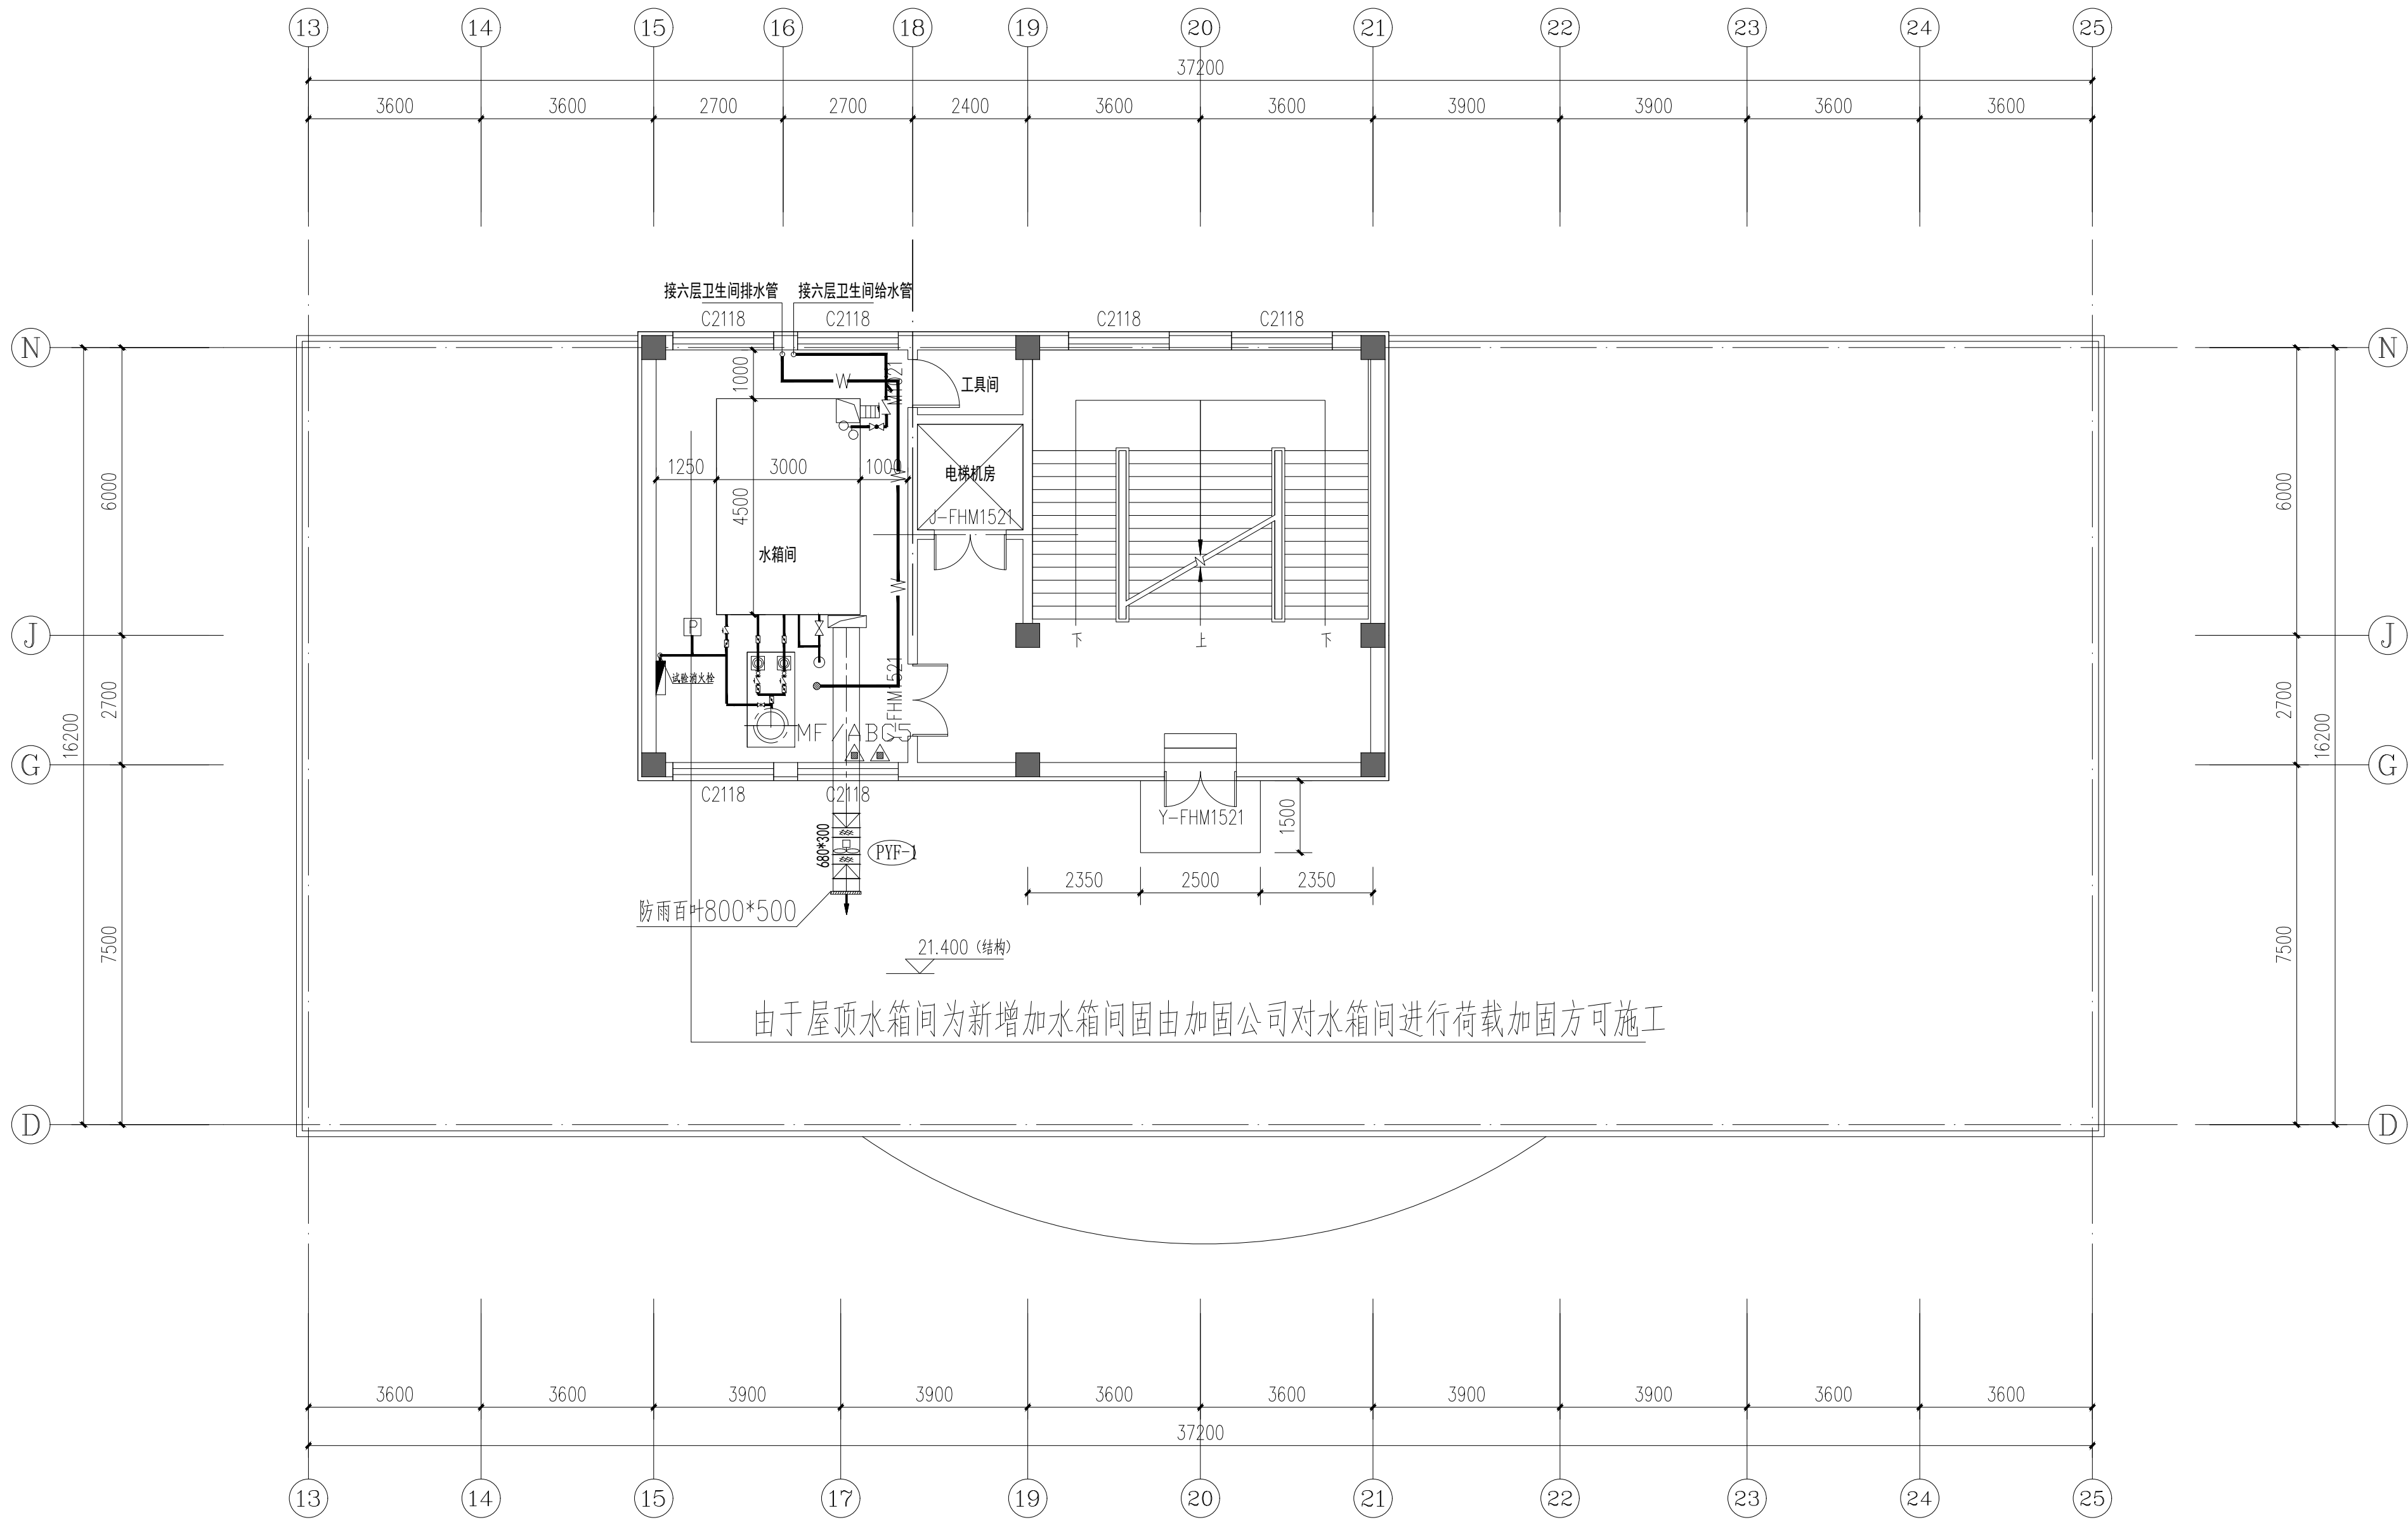 13 14 15 16 18 19 20 21 22 23 24 25
37200
3600 3600 2700 2700 2400 3600 3600 3900 3900 3600 3600
接六层卫生间排水管 接六层卫生间给水管
C2118 C2118 C2118 C2118
N N
1000
M1021
工具间
1250 3000 1000
电梯机房
6000 6000
4500
J-FHM1521
水箱间
J J
P
下 上 下
试验消火栓
2700 2700
16200 16200
Y-FHM1521
MF/ABC5
G G
C2118 C2118
Y-FHM1521
1500
680*300
PYF-1
2350 2500 2350
防雨百叶800*500
7500 7500
21.400 (结构)
由于屋顶水箱间为新增加水箱间固由加固公司对水箱间进行荷载加固方可施工
D D
3600 3600 3900 3900 3600 3600 3900 3900 3600 3600
37200
13 14 15 17 19 20 21 22 23 24 25